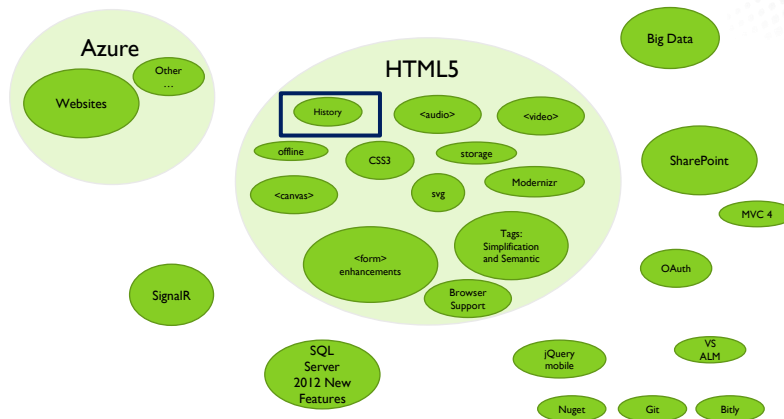 Azure
Other
…
Websites
HTML5
Big Data
History
<audio>
<video>
offline
CSS3
storage
SharePoint
<canvas>
svg
Modernizr
MVC 4
Tags:
Simplification
and Semantic
<form>
enhancements
OAuth
SignalR
Browser
Support
SQL
Server
2012 New
Features
jQuery
mobile
VS
ALM
Nuget
Git
Bitly